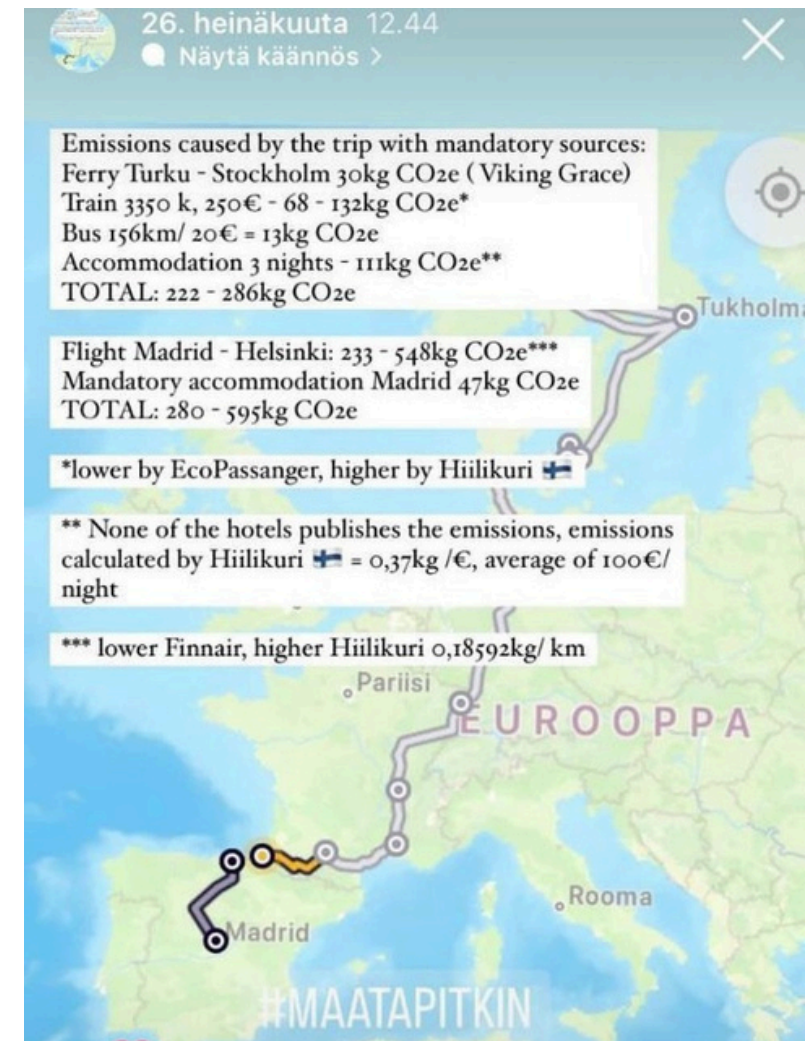 26. heinäkuuta 12.44
Näytä käännös >
Emissions caused by the trip with mandatory sources:
Ferry Turku - Stockholm 30kg CO2e ( Viking Grace)
Train 3350 k, 250€ - 68 - 132kg CO2e*
Bus 156km/ 20€ = 13kg CO2e
Accommodation 3 nights - 111kg CO2e**
TOTAL: 222 - 286kg CO2e
Tukholma
Flight Madrid - Helsinki: 233 - 548kg CO2e***
Mandatory accommodation Madrid 47kg CO2e
TOTAL: 280 - 595kg CO2e
*lower by EcoPassanger, higher by Hiilikuri 🇫🇮
** None of the hotels publishes the emissions, emissions
calculated by Hiilikuri 🇫🇮 = 0,37kg /€, average of 100€/
night
*** lower Finnair, higher Hiilikuri 0,18592kg/ km
Pariisi
EUROOPPA
Rooma
Madrid
#MAATAPITKIN